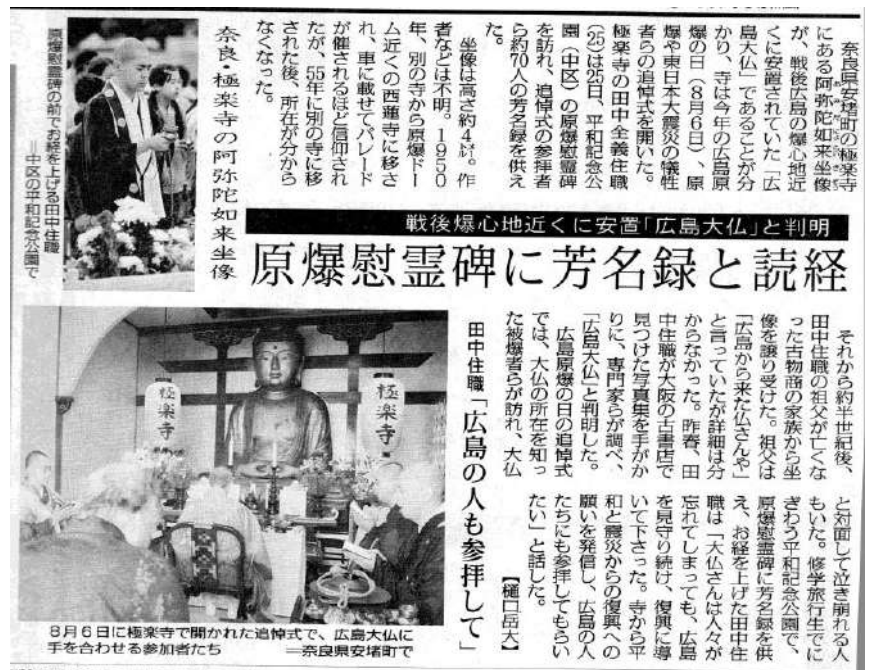 奈良県安堵町の極楽寺
にある阿弥陀如来坐像
が、戦後広島の爆心地近
くに安置されていた「広
島大仏」であることが分
かり、寺は今年の広島原
爆の日（８月６日）、原
爆や東日本大震災の犠牲
者らの追悼式を開いた。
極楽寺の田中全義住職
（25）は25日、平和記念公
園（中区）の原爆慰霊碑
を訪れ、追悼式の参拝者
ら約70人の芳名録を供え
た。
坐像は高さ約４㍍。作
者などは不明。１９５０
年、別の寺から原爆ドー
ム近くの西蓮寺に移さ
れ、車に載せてパレード
が催されるほど信仰され
たが、55年に別の寺に移
された後、所在が分から
なくなった。
奈良・極楽寺の阿弥陀如来坐像
原爆慰霊碑の前でお経を上げる田中住職
＝中区の平和記念公園で
戦後爆心地近くに安置「広島大仏」と判明
原爆慰霊碑に芳名録と読経
それから約半世紀後、
田中住職の祖父が亡くな
った古物商の家族から坐
像を譲り受けた。祖父は
「広島から来た仏さんや」
と言っていたが詳細は分
からなかった。昨春、田
中住職が大阪の古書店で
見つけた写真集を手がか
りに、専門家らが調べ、
「広島大仏」と判明した。
広島原爆の日の追悼式
では、大仏の所在を知っ
た被爆者らが訪れ、大仏
と対面して泣き崩れる人
もいた。修学旅行生でに
ぎわう平和記念公園で、
原爆慰霊碑に芳名録を供
え、お経を上げた田中住
職は「大仏さんは人々が
忘れてしまっても、広島
を見守り続け、復興に導
いて下さった。寺から平
和と震災からの復興への
願いを発信し、広島の人
たちにも参拝してもらい
たい」と話した。
【樋口岳大】
田中住職「広島の人も参拝して」
極楽寺
極楽寺
８月６日に極楽寺で開かれた追悼式で、広島大仏に
手を合わせる参加者たち　＝奈良県安堵町で